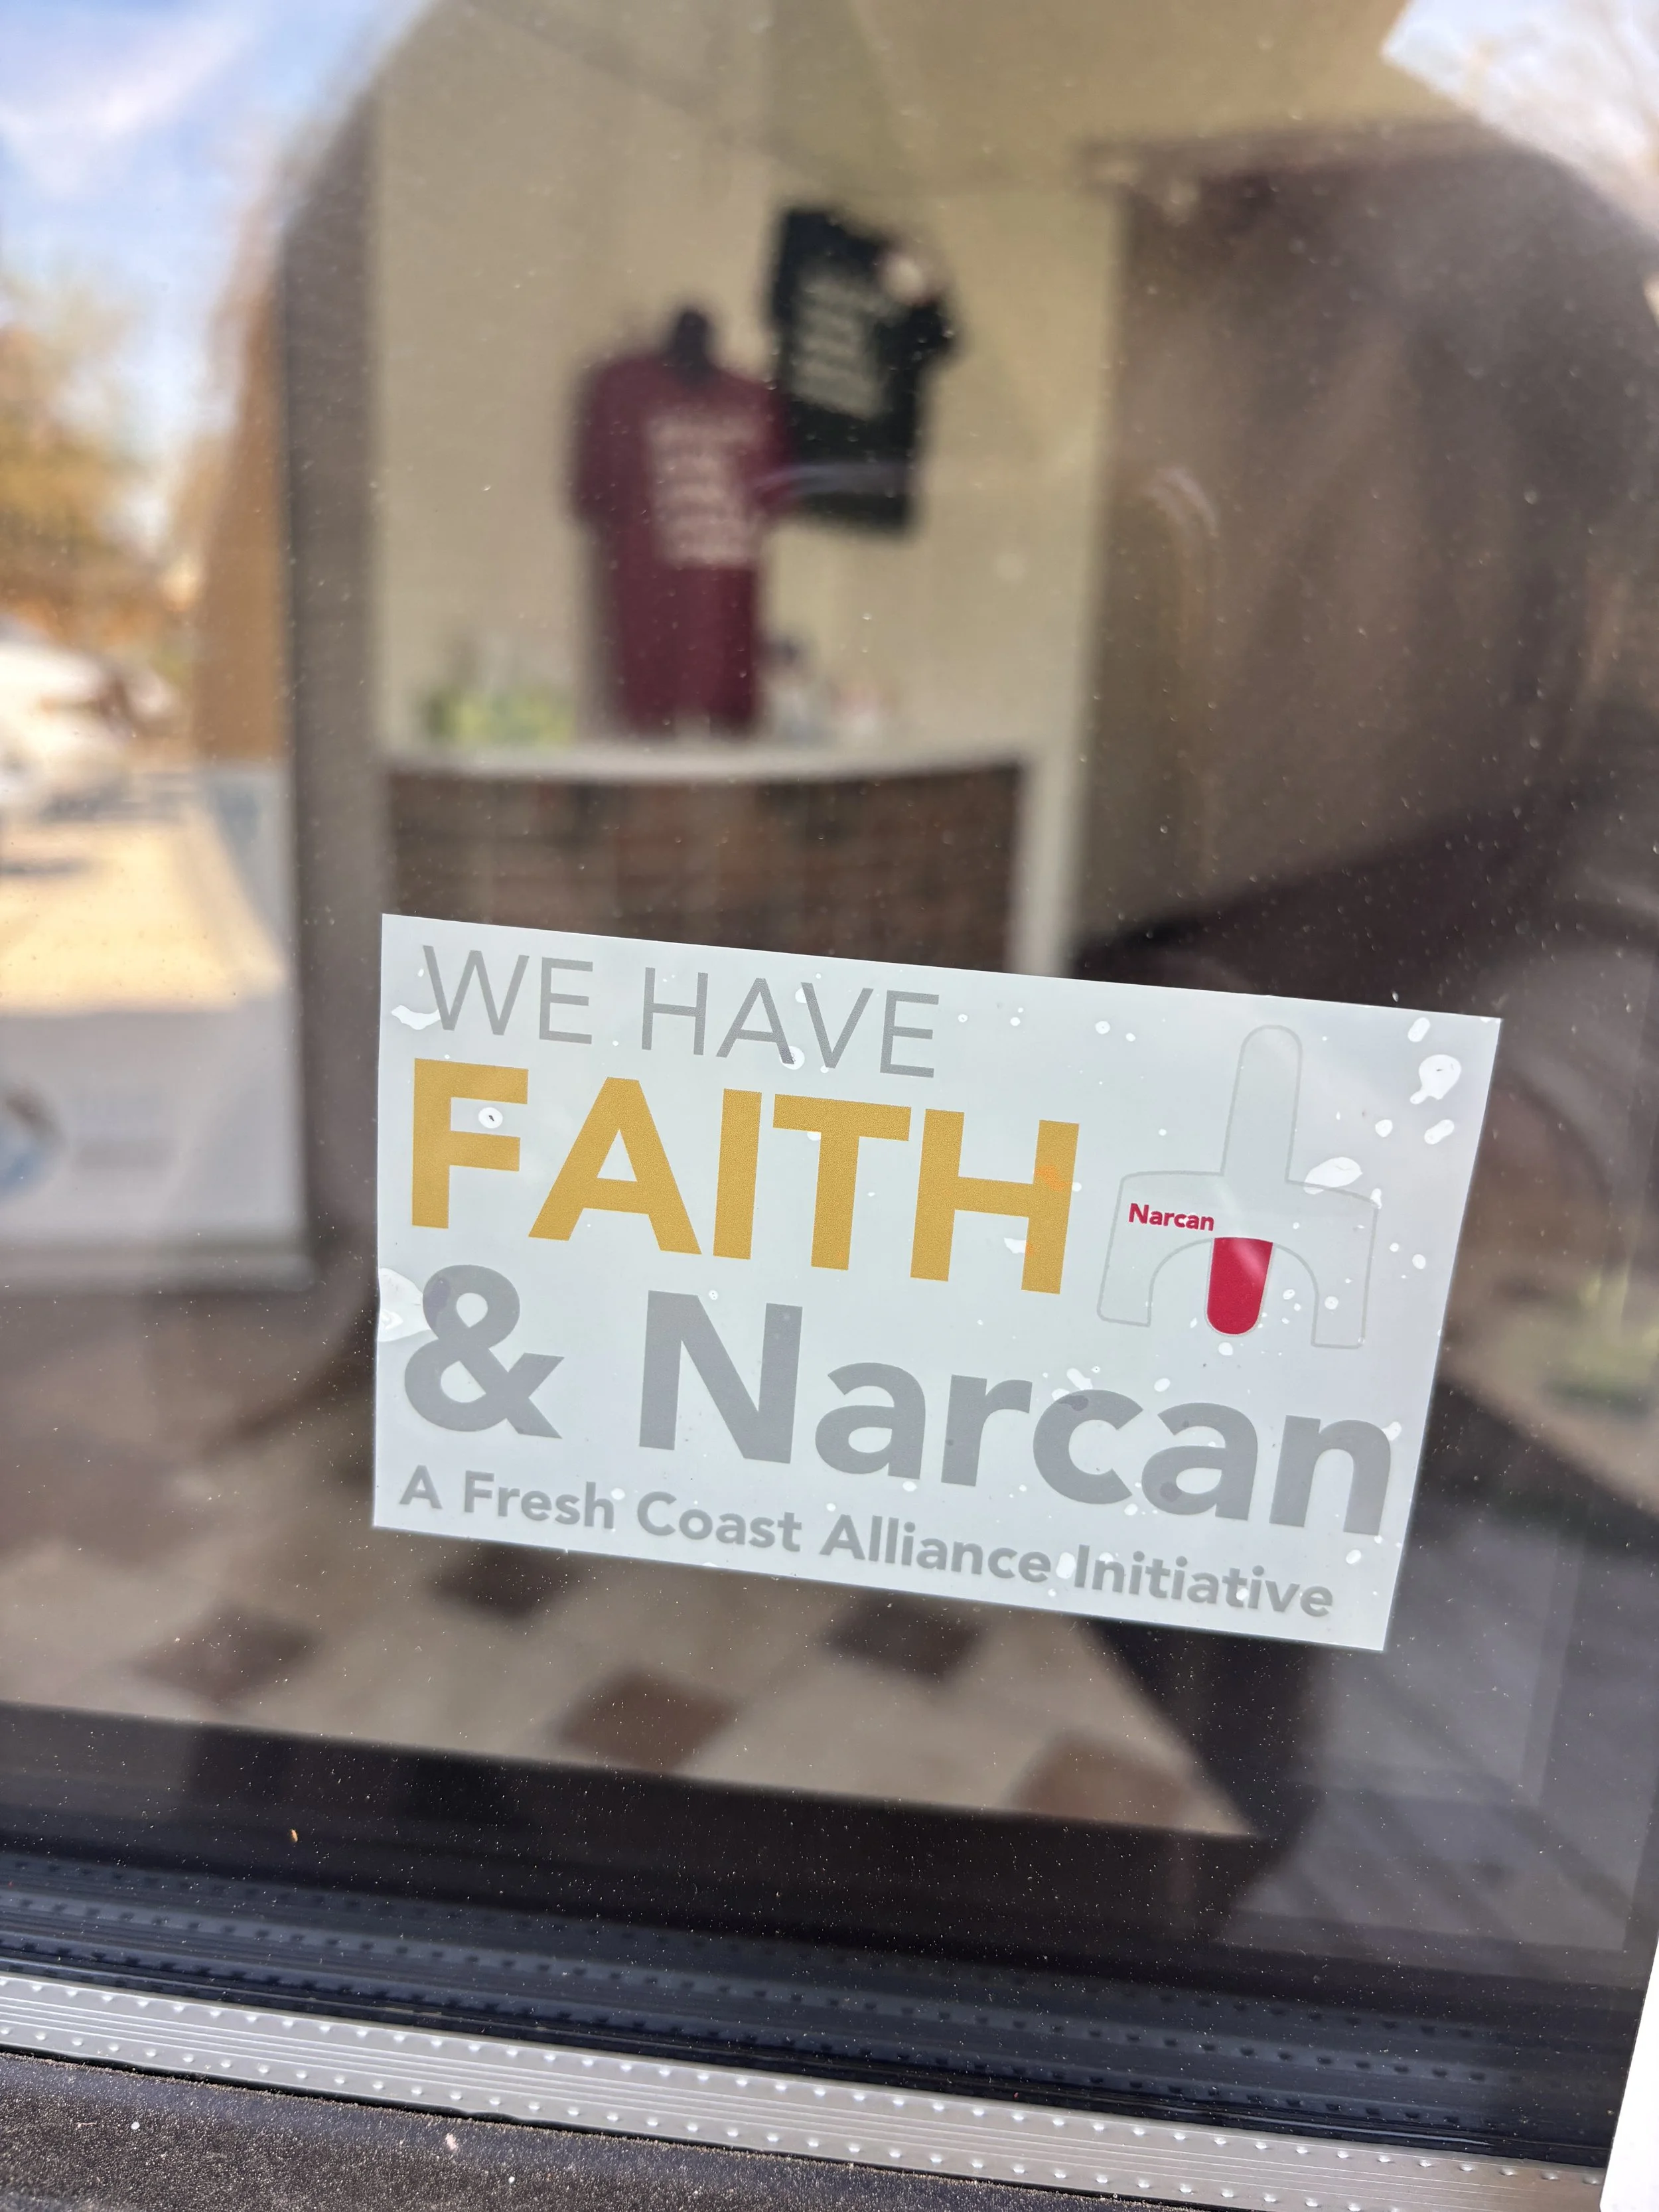 WE HAVE
FAITH
Narcan
& Narcan
A Fresh Coast Alliance Initiative